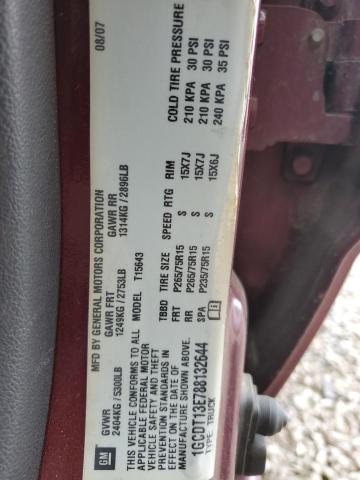 GM
MFD BY GENERAL MOTORS CORPORATION 08/07
GVWR GAWR FRT GAWR RR
2404KG / 5300LB 1249KG / 2753LB 1314KG / 2896LB
THIS VEHICLE CONFORMS TO ALL
APPLICABLE FEDERAL MOTOR
VEHICLE SAFETY AND THEFT
PREVENTION STANDARDS IN EFFECT ON THE DATE OF
MANUFACTURE SHOWN ABOVE.
1GCDT13E788132644
TYPE: TRUCK
MODEL: T15643
TBBD TIRE SIZE SPEED RTG RIM COLD TIRE PRESSURE
FRT P265/75R15 S 15X7J 210 KPA 30 PSI
RR P265/75R15 S 15X7J 210 KPA 30 PSI
SPA P235/75R15 S 15X6J 240 KPA 35 PSI